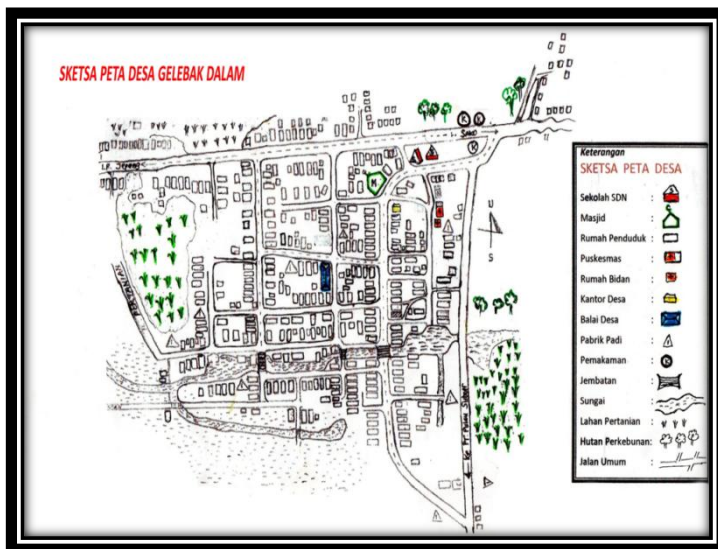 SKETSA PETA DESA GELEBAK DALAM
SAKO
K
K
K
M
U
S
Keterangan
SKETSA PETA DESA
Sekolah SDN :
Masjid :
Rumah Penduduk :
Puskesmas :
Rumah Bidan :
Kantor Desa :
Balai Desa :
Pabrik Padi :
Pemakaman :
Jembatan :
Sungai :
Lahan Pertanian :
Hutan Perkebunan:
Jalan Umum :